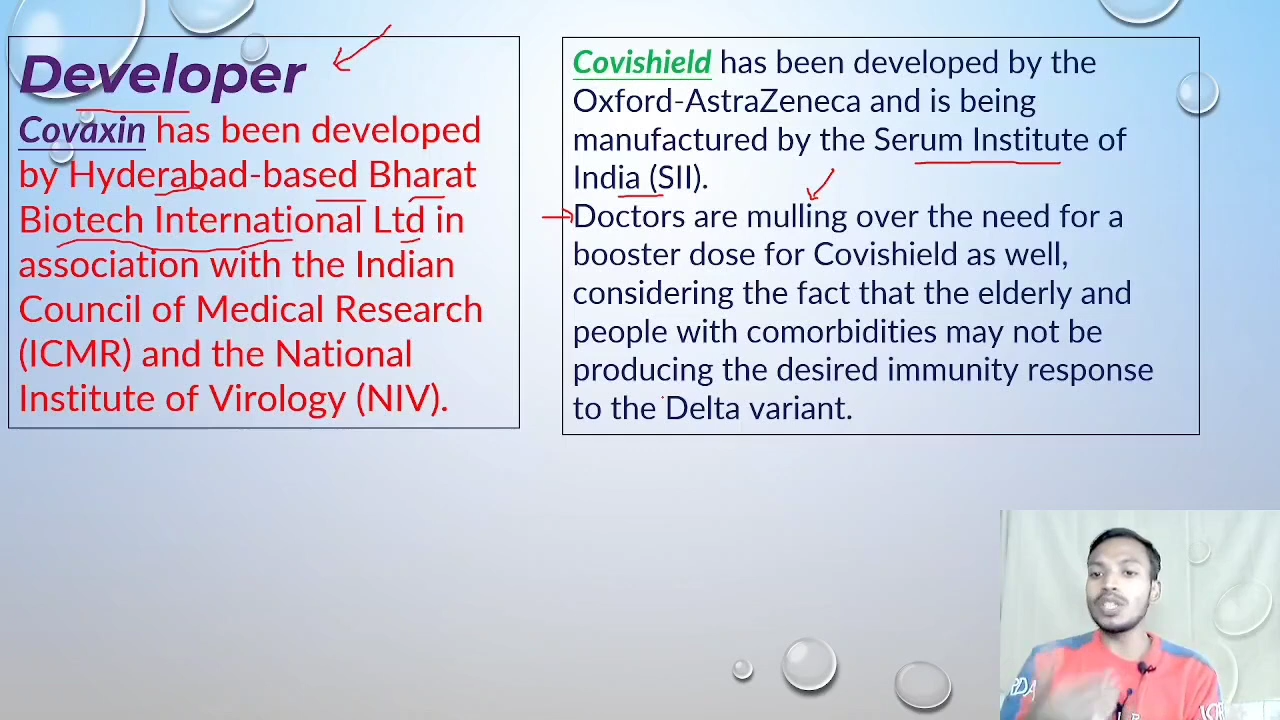 Developer
Covaxin has been developed
by Hyderabad-based Bharat
Biotech International Ltd in
association with the Indian
Council of Medical Research
(ICMR) and the National
Institute of Virology (NIV).
Covishield has been developed by the
Oxford-AstraZeneca and is being
manufactured by the Serum Institute of
India (SII).
Doctors are mulling over the need for a
booster dose for Covishield as well,
considering the fact that the elderly and
people with comorbidities may not be
producing the desired immunity response
to the Delta variant.